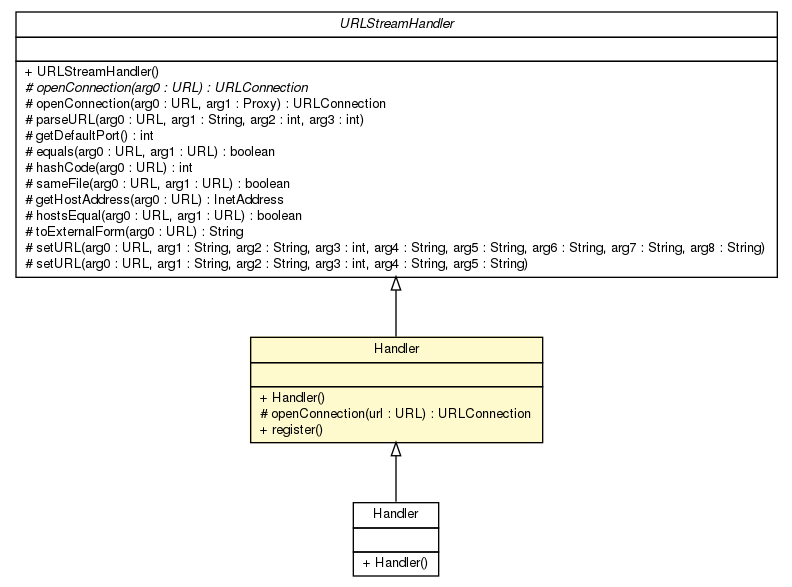 URLStreamHandler
+ URLStreamHandler()
# openConnection(arg0 : URL) : URLConnection
# openConnection(arg0 : URL, arg1 : Proxy) : URLConnection
# parseURL(arg0 : URL, arg1 : String, arg2 : int, arg3 : int)
# getDefaultPort() : int
# equals(arg0 : URL, arg1 : URL) : boolean
# hashCode(arg0 : URL) : int
# sameFile(arg0 : URL, arg1 : URL) : boolean
# getHostAddress(arg0 : URL) : InetAddress
# hostsEqual(arg0 : URL, arg1 : URL) : boolean
# toExternalForm(arg0 : URL) : String
# setURL(arg0 : URL, arg1 : String, arg2 : String, arg3 : int, arg4 : String, arg5 : String, arg6 : String, arg7 : String, arg8 : String)
# setURL(arg0 : URL, arg1 : String, arg2 : String, arg3 : int, arg4 : String, arg5 : String)
Handler
+ Handler()
# openConnection(url : URL) : URLConnection
+ register()
Handler
+ Handler()